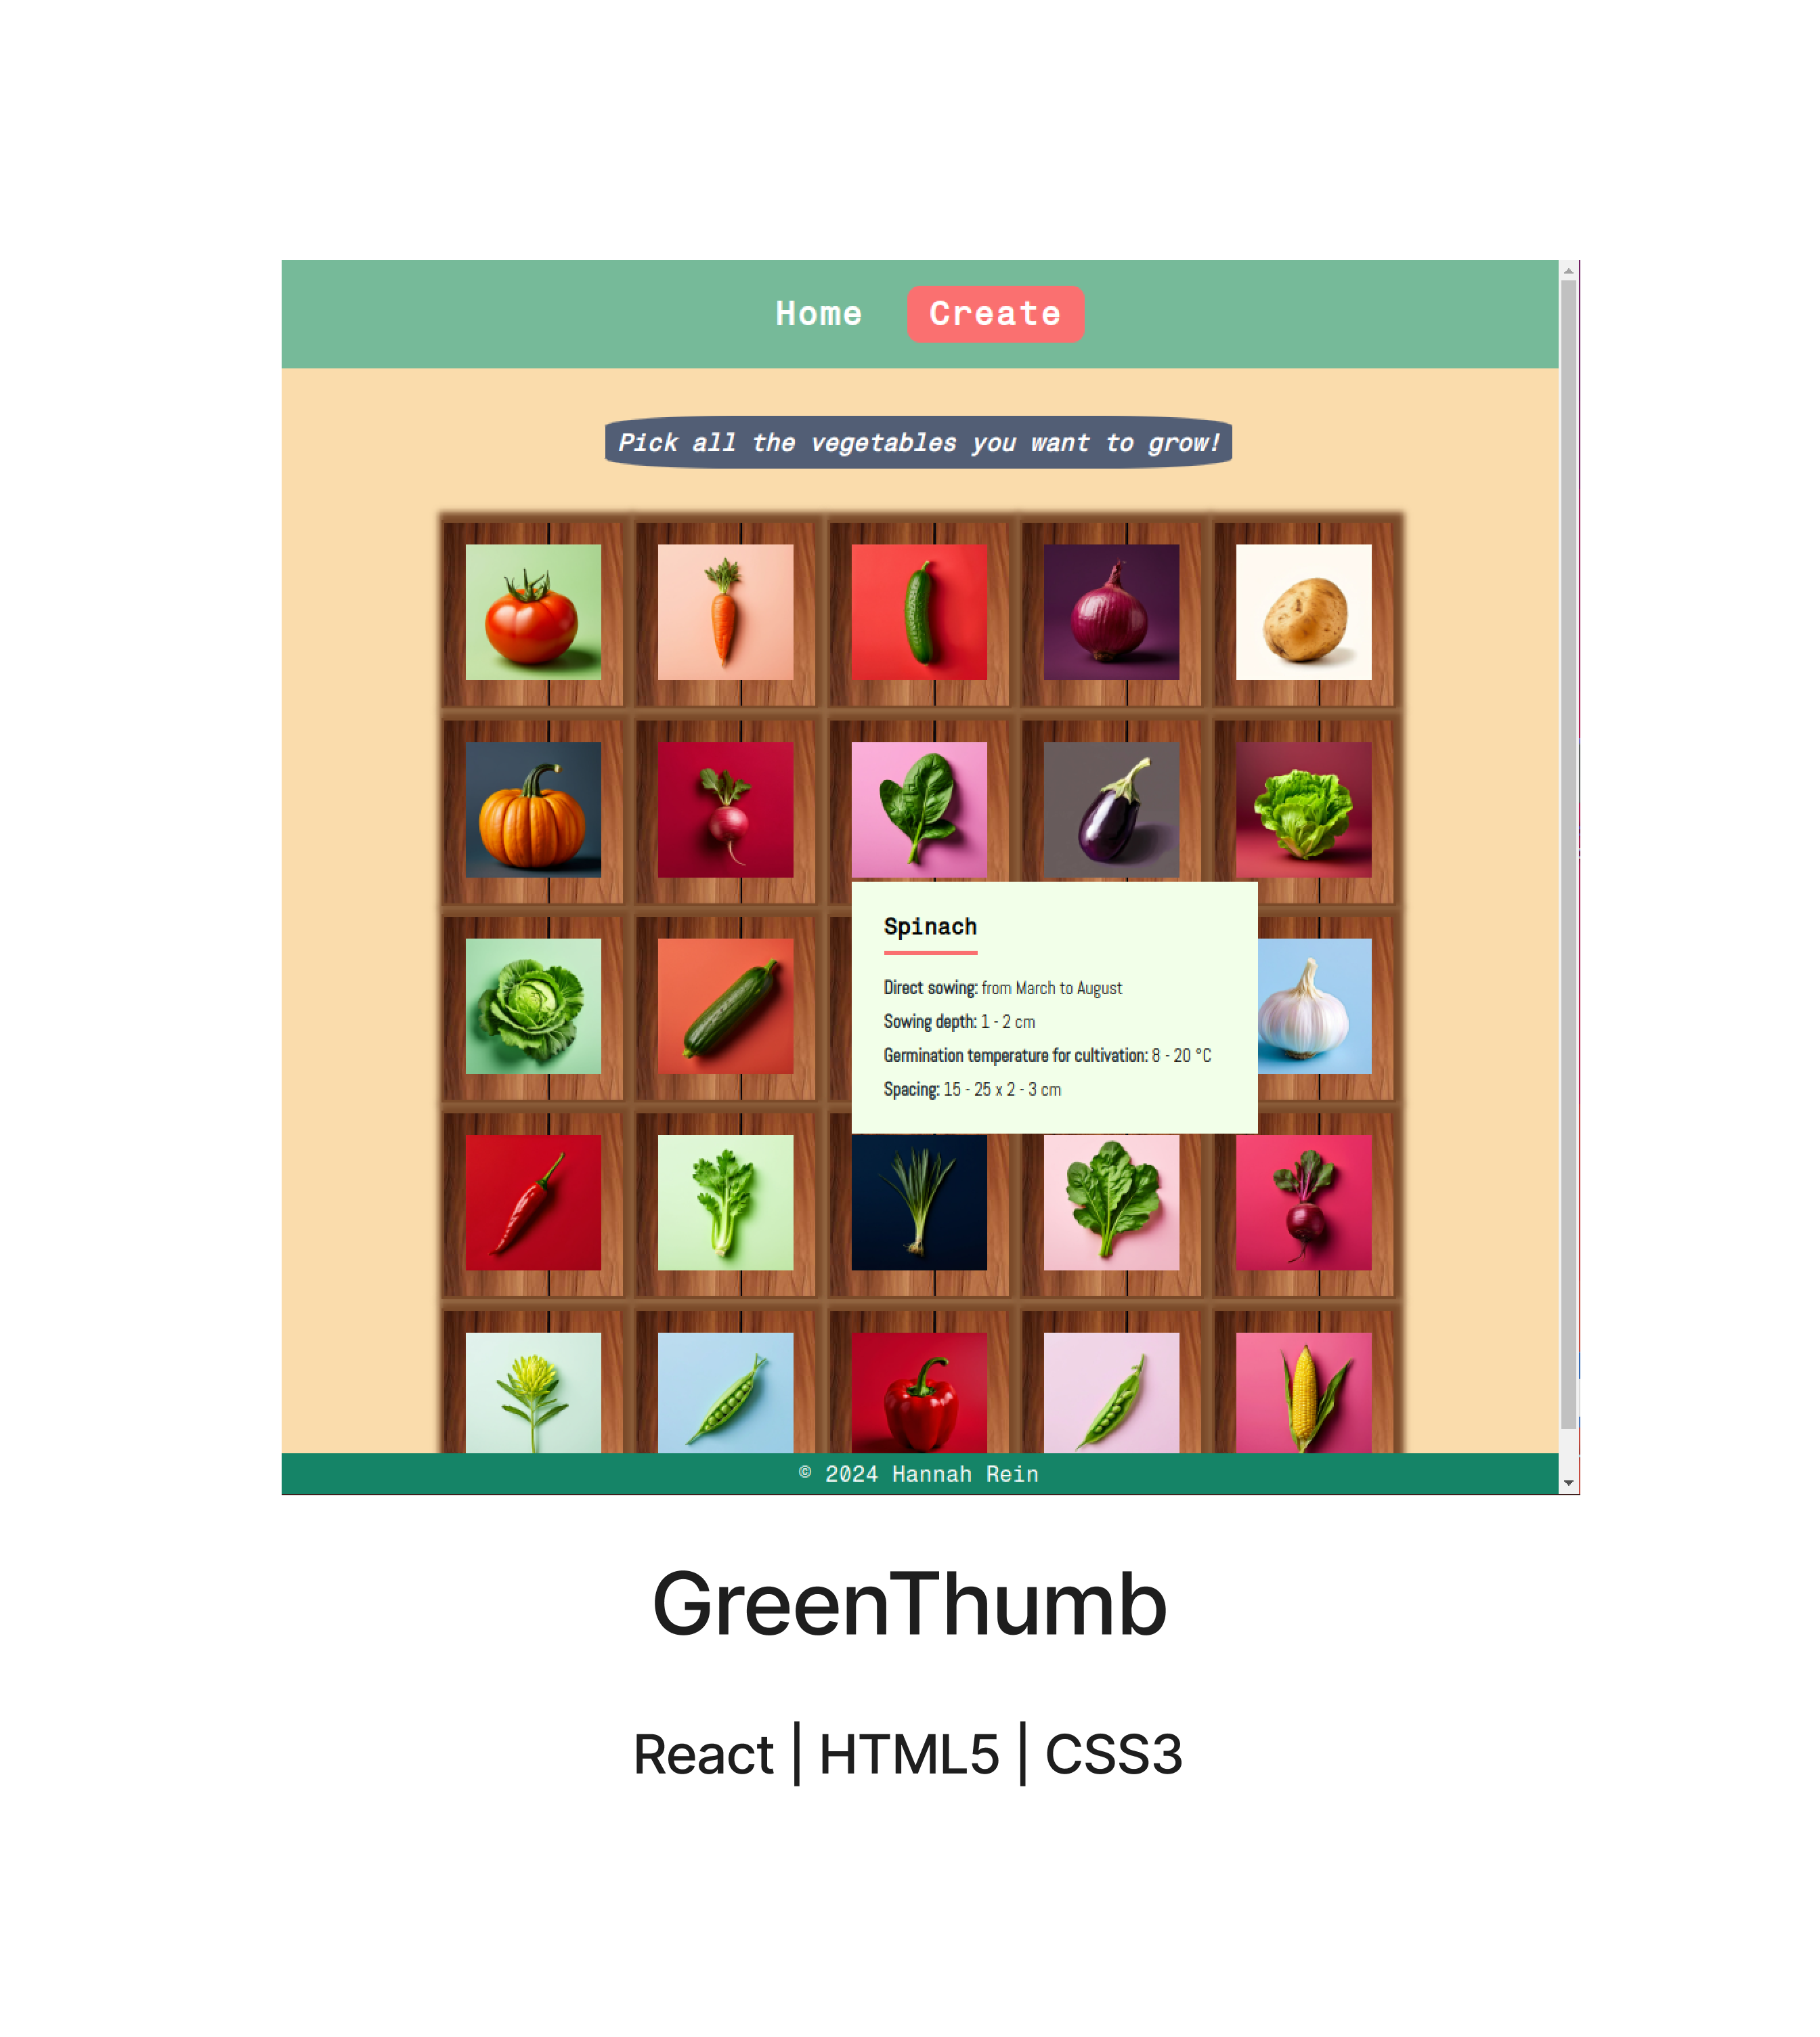 Home Create
Pick all the vegetables you want to grow!
Spinach
Direct sowing: from March to August
Sowing depth: 1 - 2 cm
Germination temperature for cultivation: 8 - 20 °C
Spacing: 15 - 25 x 2 - 3 cm
© 2024 Hannah Rein
GreenThumb
React | HTML5 | CSS3